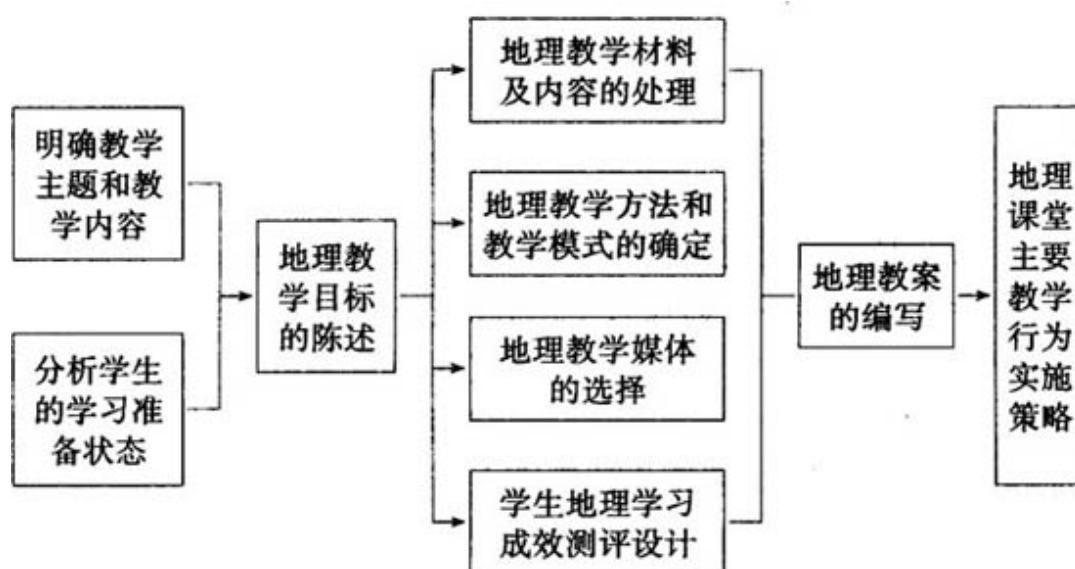 明确教学
主题和教
学内容
分析学生
的学习准
备状态
地理教
学目标
的陈述
地理教学材料
及内容的处理
地理教学方法和
教学模式的确定
地理教学媒体
的选择
学生地理学习
成效测评设计
地理教案
的编写
地理
课堂
主要
教学
行为
实施
策略